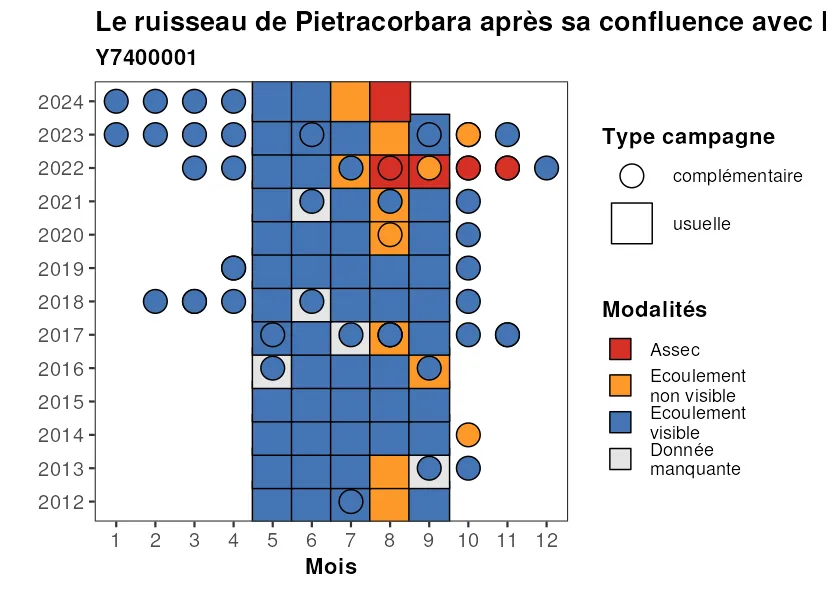 Le ruisseau de Pietracorbara après sa confluence avec
Y7400001
2024
2023
2022
2021
2020
2019
2018
2017
2016
2015
2014
2013
2012
1 2 3 4 5 6 7 8 9 10 11 12
Mois
Type campagne
complémentaire
usuelle
Modalités
Assec
Ecoulement
non visible
Ecoulement
visible
Donnée
manquante